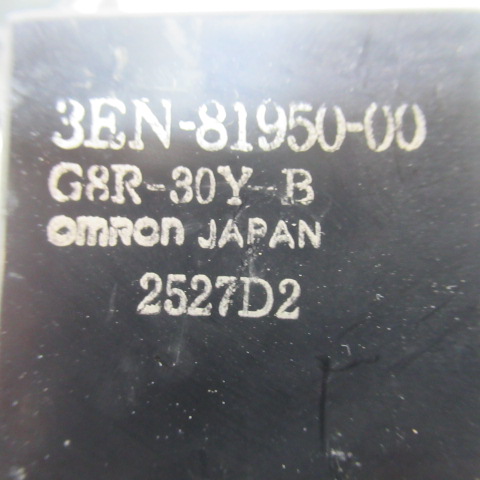 3EN-81950-00
G8R-30Y-B
omron JAPAN
2527D2